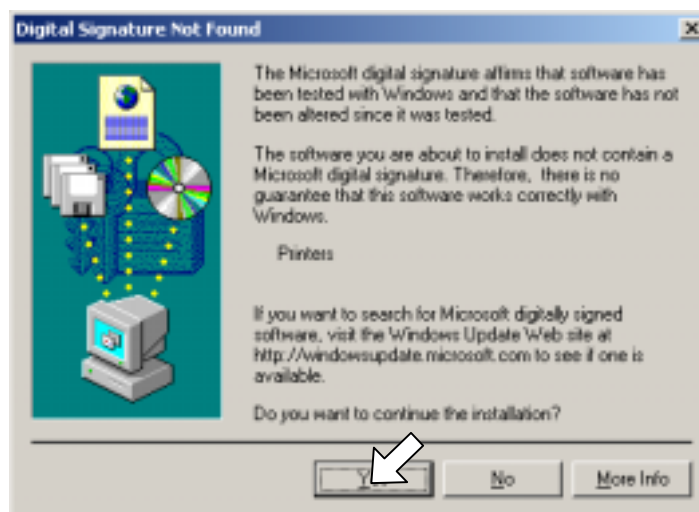 Digital Signature Not Found
The Microsoft digital signature affirms that software has
been tested with Windows and that the software has not
been altered since it was tested.
The software you are about to install does not contain a
Microsoft digital signature. Therefore, there is no
guarantee that this software works correctly with
Windows.
Printers
If you want to search for Microsoft digitally signed
software, visit the Windows Update Web site at
http://windowsupdate.microsoft.com to see if one is
available.
Do you want to continue the installation?
No
More Info